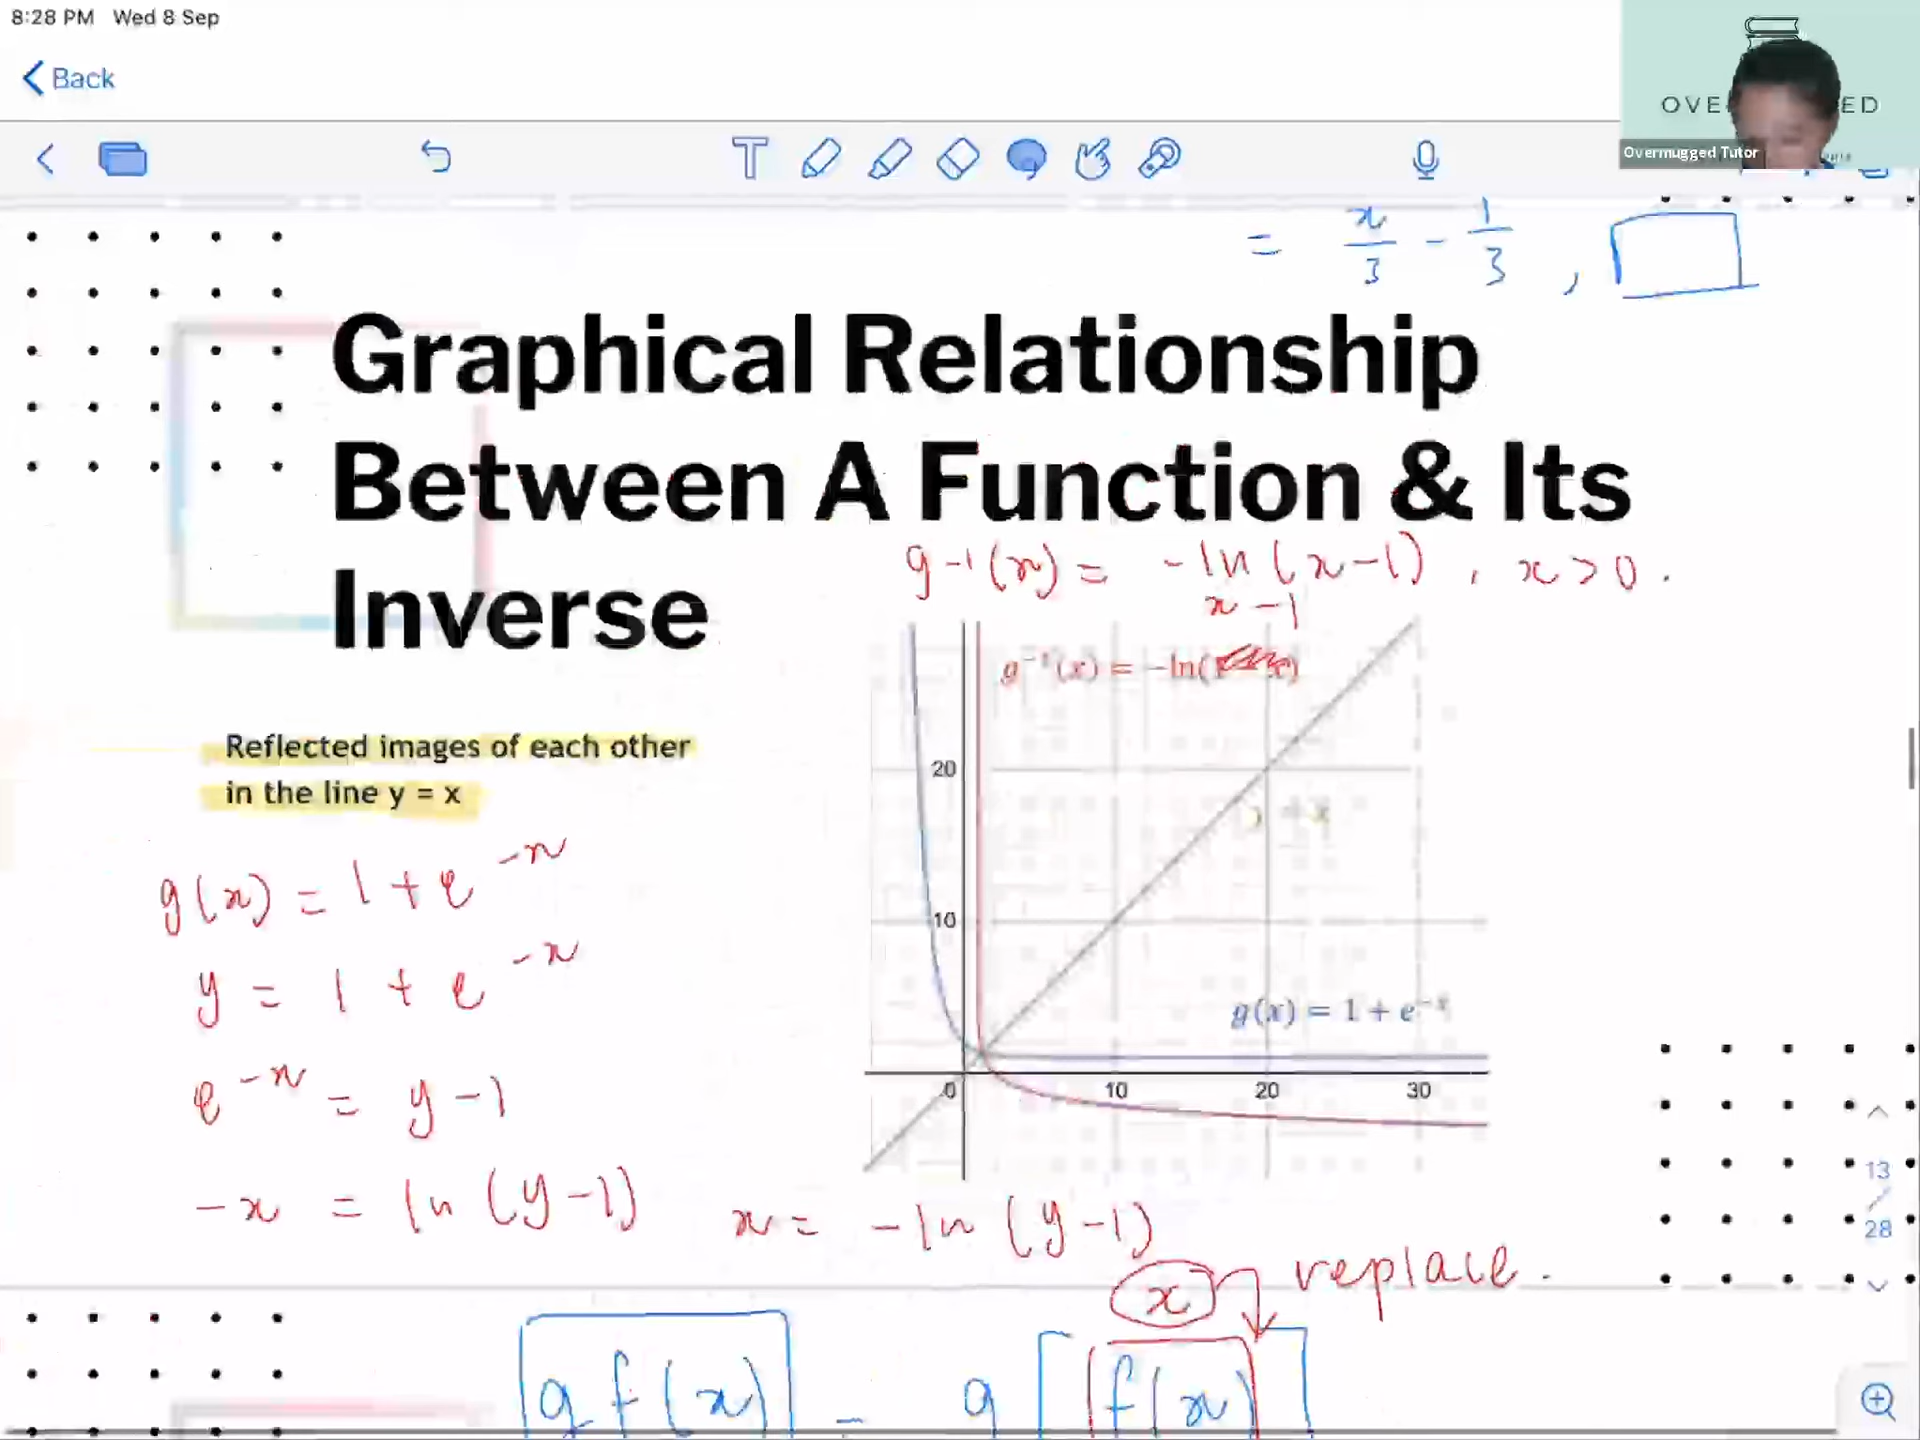 8:28 PM Wed 8 Sep
Back
Overmugged Tutor
= x/3 - 1/3 ,
Graphical Relationship
Between A Function & Its
Inverse
g-1(x) = -ln(x-1), x>0.
x-1
g⁻¹(x) = -ln(
Reflected images of each other
in the line y = x
20
y = x
g(x) = 1+e^-x
10
y = 1 + e^-x
g(x) = 1 + e^-x
e^-x = y-1
0 10 20 30
-x = ln (y-1) x = -ln (y-1)
13
/
28
x replace.
gf(x) = g[f(x)]